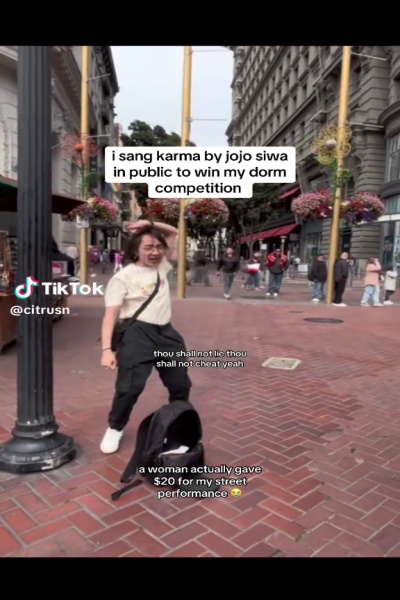 i sang karma by jojo siwa
in public to win my dorm
competition
TikTok
@citrusn
thou shall not lie thou
shall not cheat yeah
a woman actually gave
$20 for my street
performance 😭